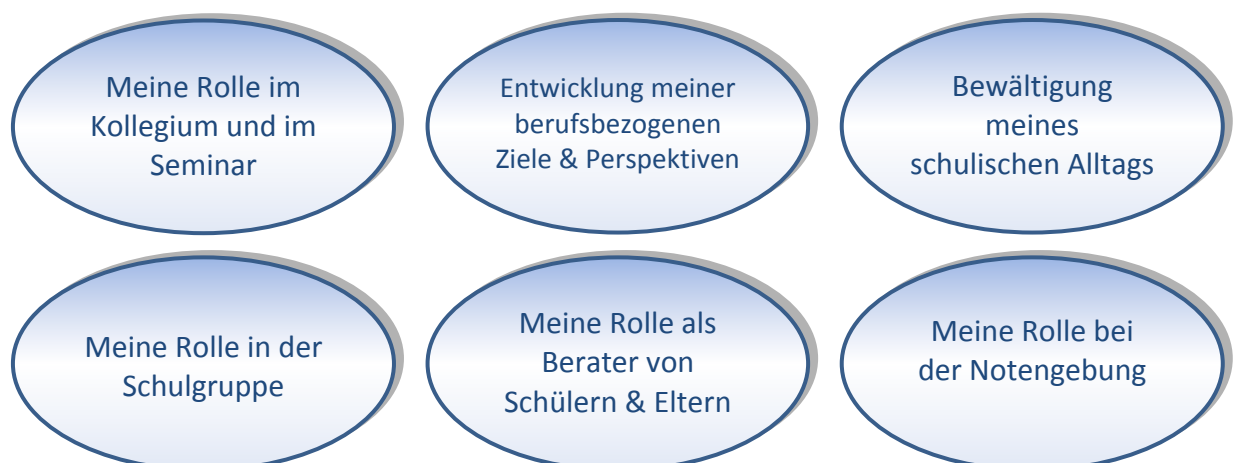 Meine Rolle im
Kollegium und im
Seminar
Entwicklung meiner
berufsbezogenen
Ziele & Perspektiven
Bewältigung
meines
schulischen Alltags
Meine Rolle in der
Schulgruppe
Meine Rolle als
Berater von
Schülern & Eltern
Meine Rolle bei
der Notengebung